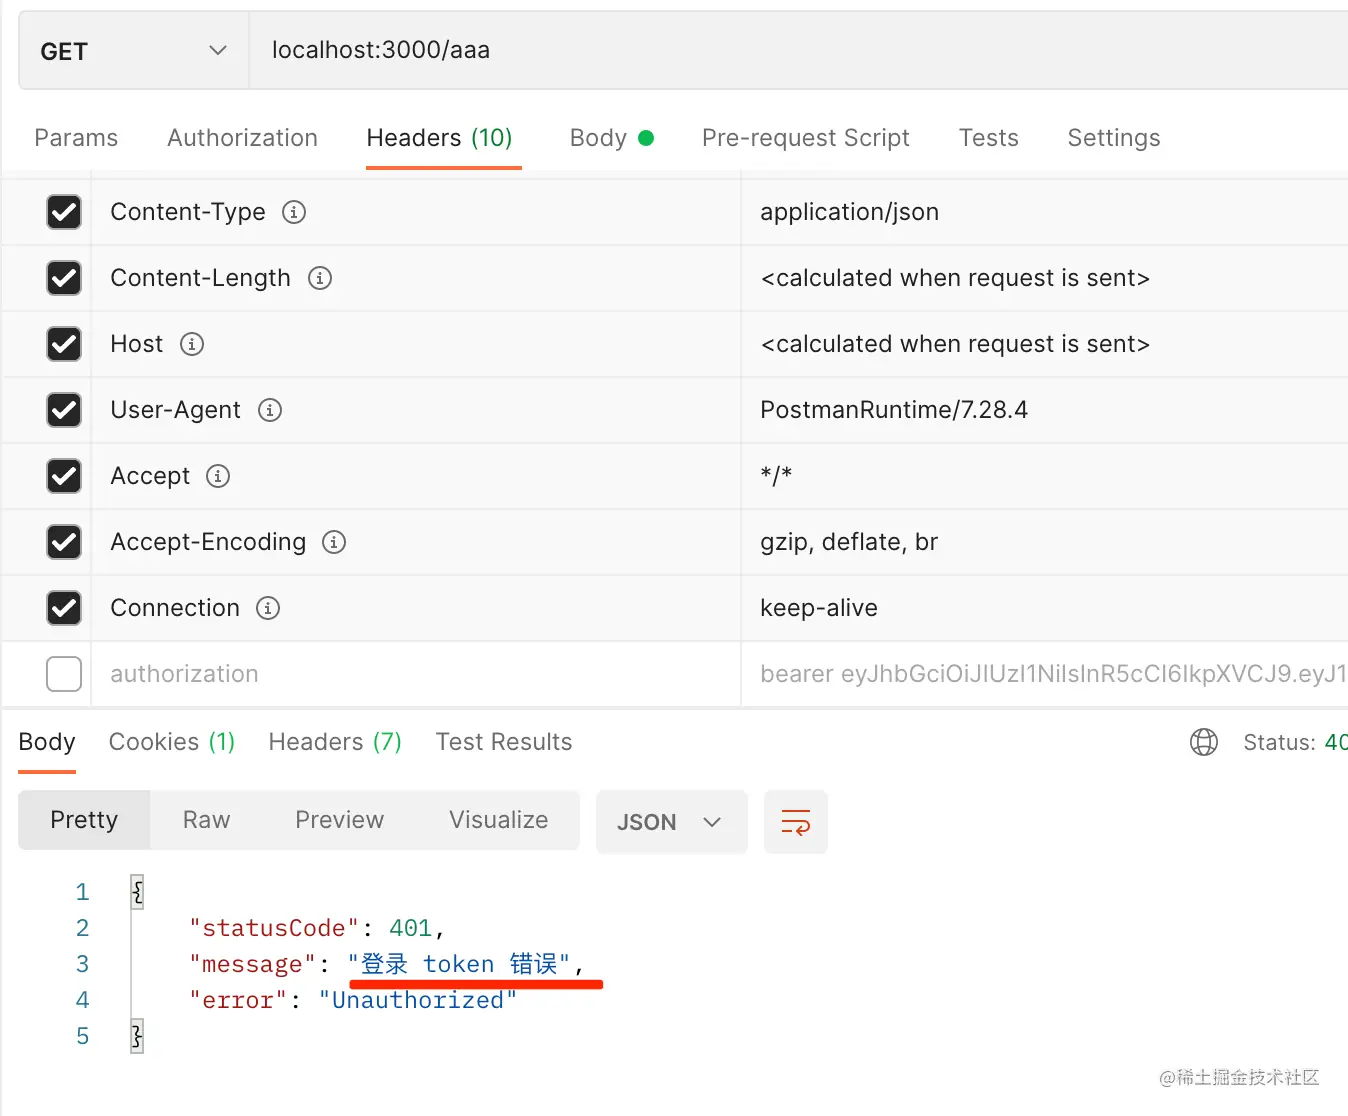 GET localhost:3000/aaa
Params Authorization Headers (10) Body Pre-request Script Tests Settings
Content-Type application/json
Content-Length <calculated when request is sent>
Host <calculated when request is sent>
User-Agent PostmanRuntime/7.28.4
Accept */*
Accept-Encoding gzip, deflate, br
Connection keep-alive
authorization bearer eyJhbGciOiJIUzI1NiIsInR5cCI6IkpXVCJ9.eyJ1
Body Cookies (1) Headers (7) Test Results Status: 40
Pretty Raw Preview Visualize JSON
1 {
2 "statusCode": 401,
3 "message": "登录 token 错误",
4 "error": "Unauthorized"
5 }
@稀土掘金技术社区